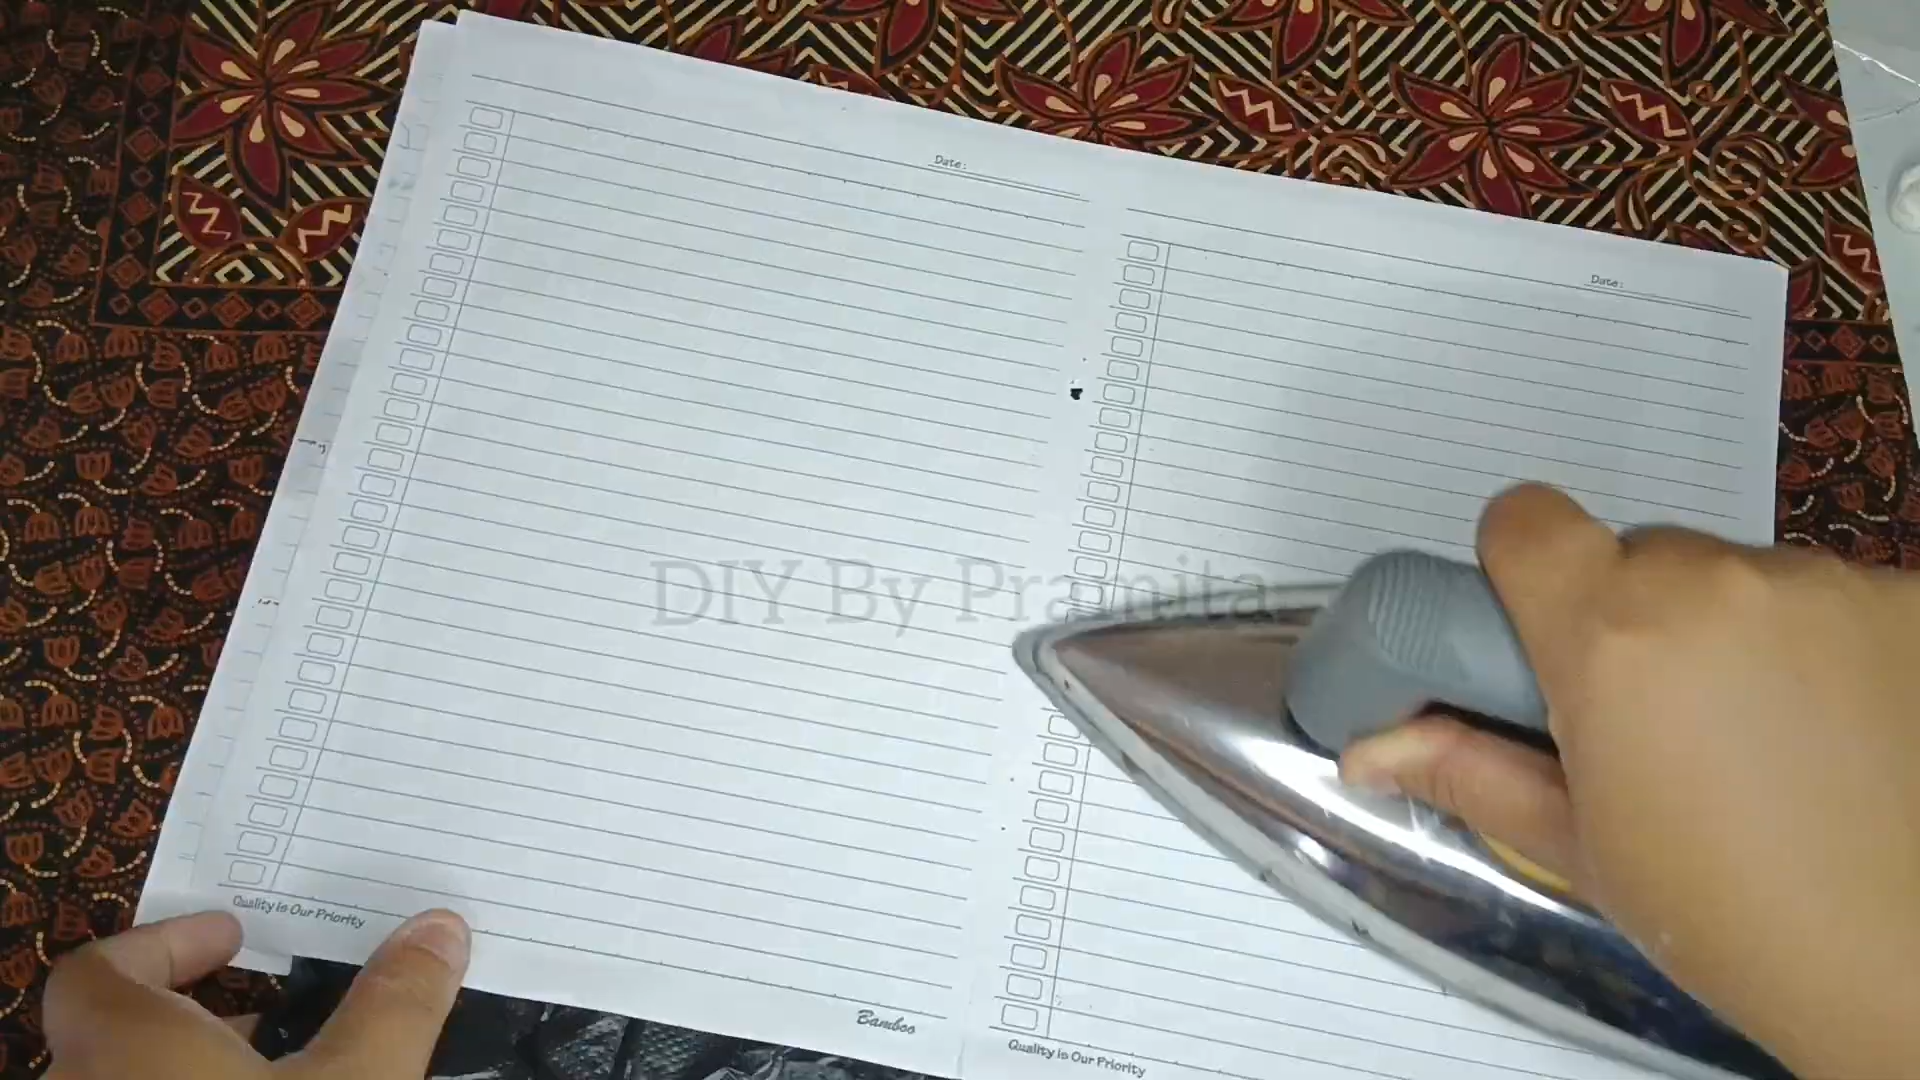 Date:
Date:
DIY By Pramita
Quality is Our Priority
Bamboo
Quality is Our Priority